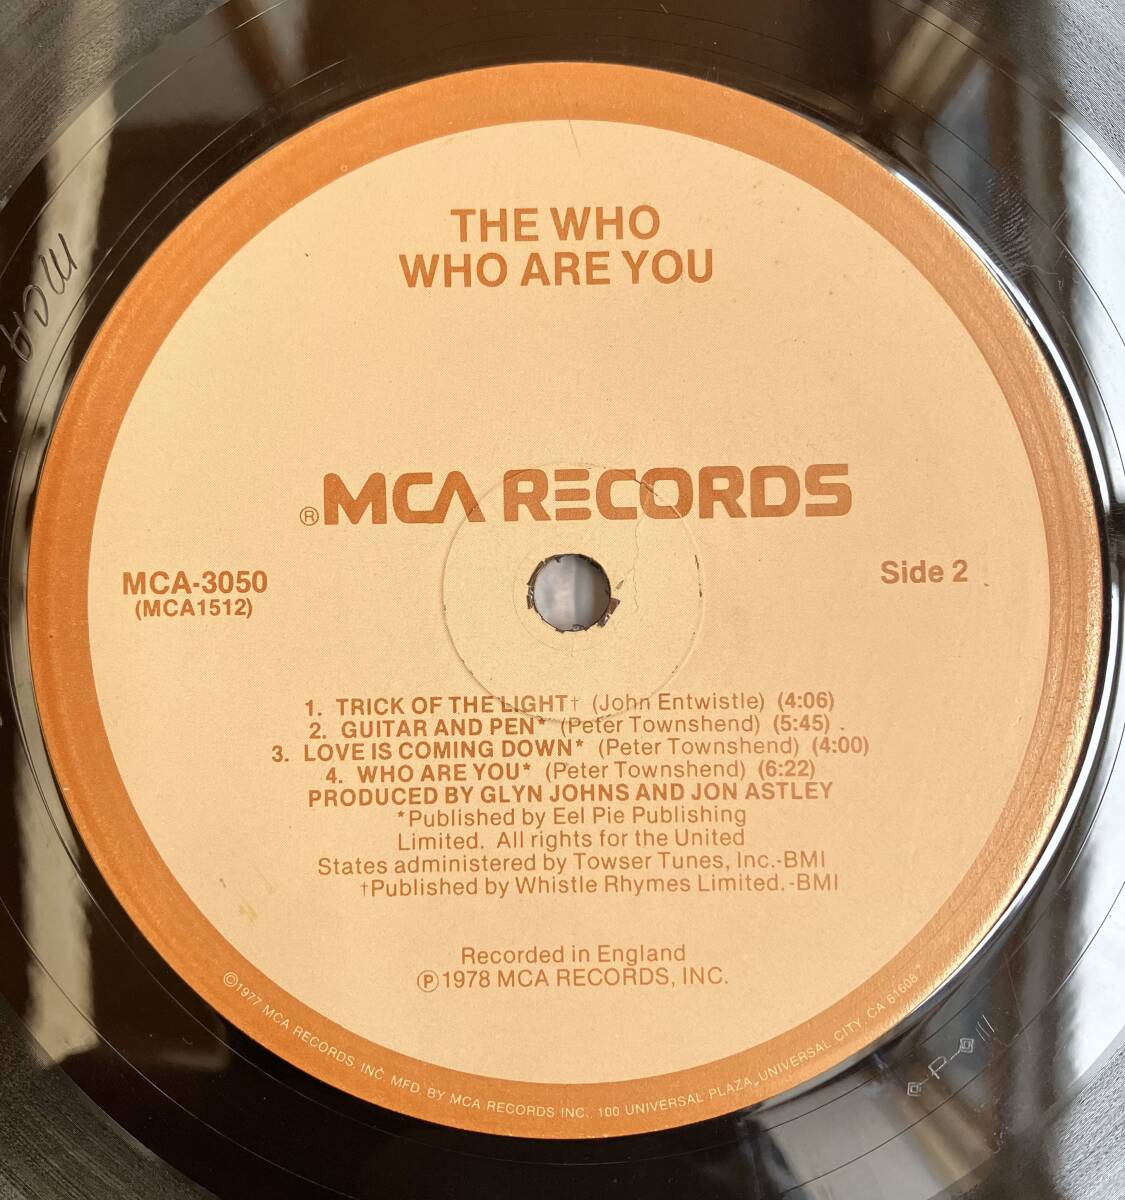 THE WHO
WHO ARE YOU
®MCA RECORDS
MCA-3050
(MCA1512)
Side 2
1. TRICK OF THE LIGHT† (John Entwistle) (4:06)
2. GUITAR AND PEN* (Peter Townshend) (5:45)
3. LOVE IS COMING DOWN* (Peter Townshend) (4:00)
4. WHO ARE YOU* (Peter Townshend) (6:22)
PRODUCED BY GLYN JOHNS AND JON ASTLEY
*Published by Eel Pie Publishing
Limited. All rights for the United
States administered by Towser Tunes, Inc.-BMI
†Published by Whistle Rhymes Limited.-BMI
Recorded in England
℗1978 MCA RECORDS, INC.
©1977 MCA RECORDS, INC. MFD. BY MCA RECORDS INC., 100 UNIVERSAL PLAZA, UNIVERSAL CITY, CA 61608*
MCA-
-P-